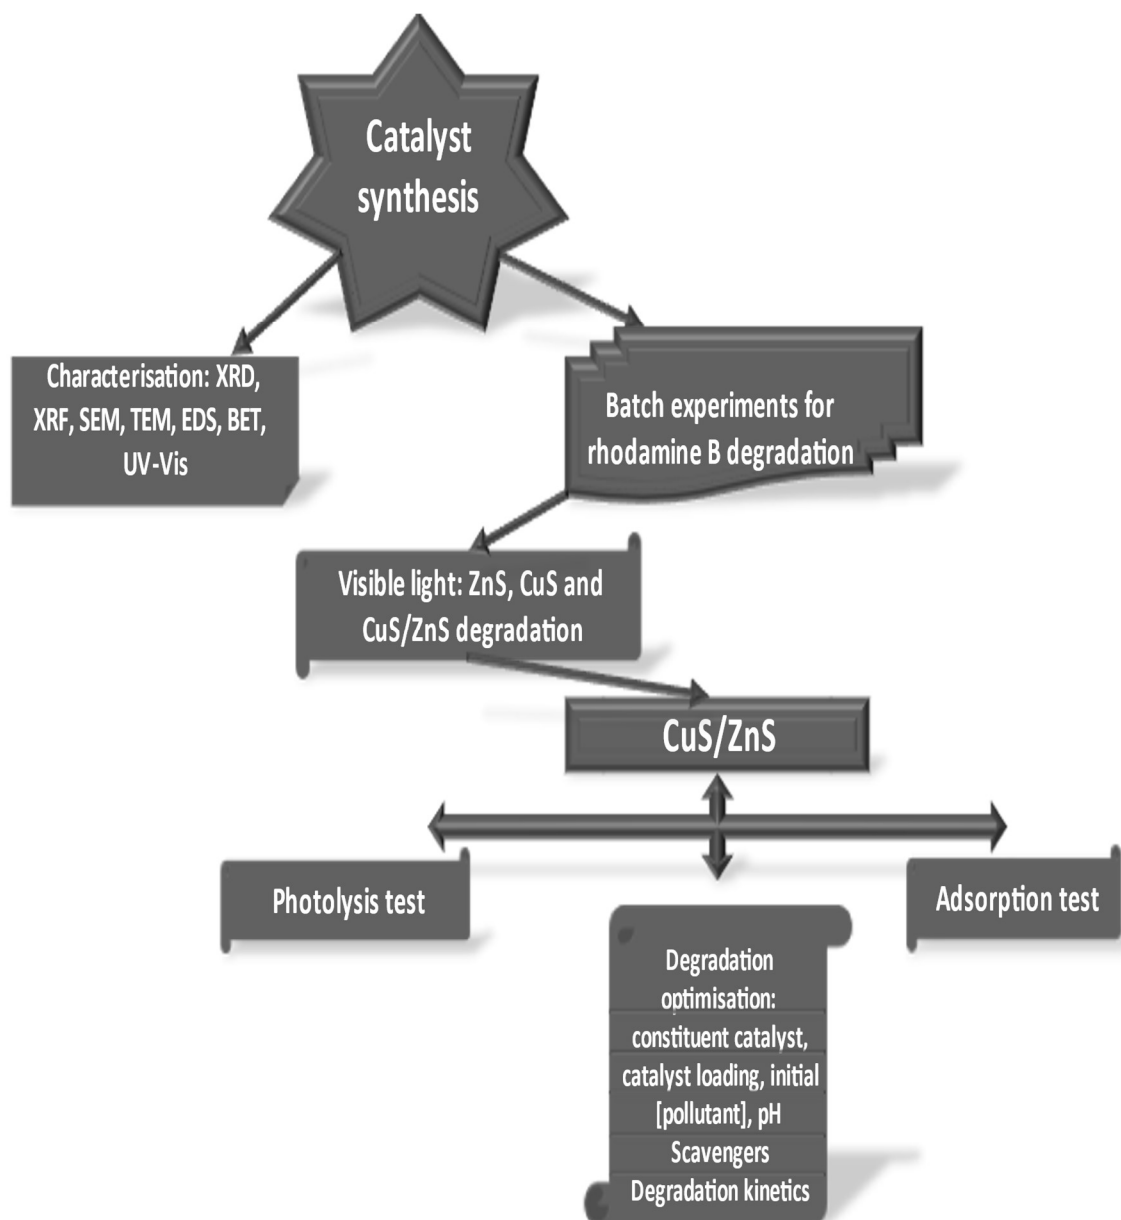 Catalyst
synthesis
Characterisation: XRD,
XRF, SEM, TEM, EDS, BET,
UV-Vis
Batch experiments for
rhodamine B degradation
Visible light: ZnS, CuS and
CuS/ZnS degradation
CuS/ZnS
Photolysis test
Adsorption test
Degradation
optimisation:
constituent catalyst,
catalyst loading, initial
[pollutant], pH
Scavengers
Degradation kinetics